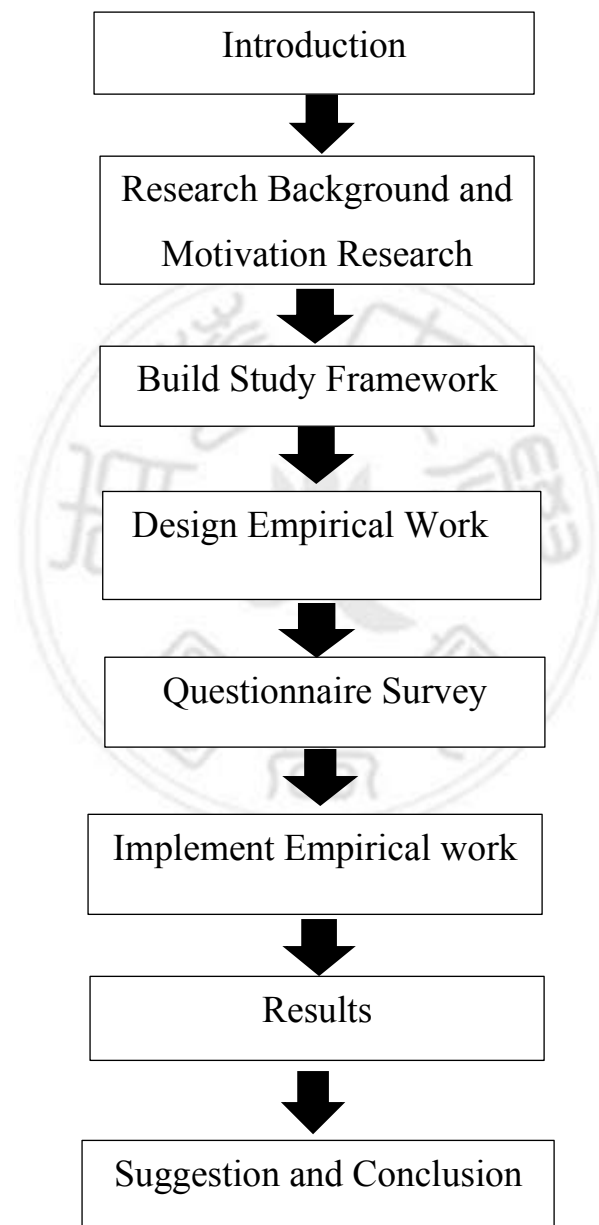 Introduction
Research Background and
Motivation Research
Build Study Framework
Design Empirical Work
Questionnaire Survey
Implement Empirical work
Results
Suggestion and Conclusion